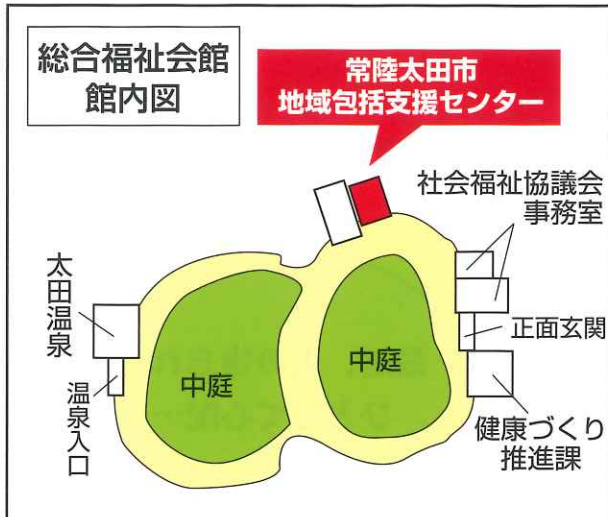 総合福祉会館
館内図
常陸太田市
地域包括支援センター
社会福祉協議会
事務室
太田温泉
正面玄関
中庭
中庭
温泉入口
健康づくり
推進課